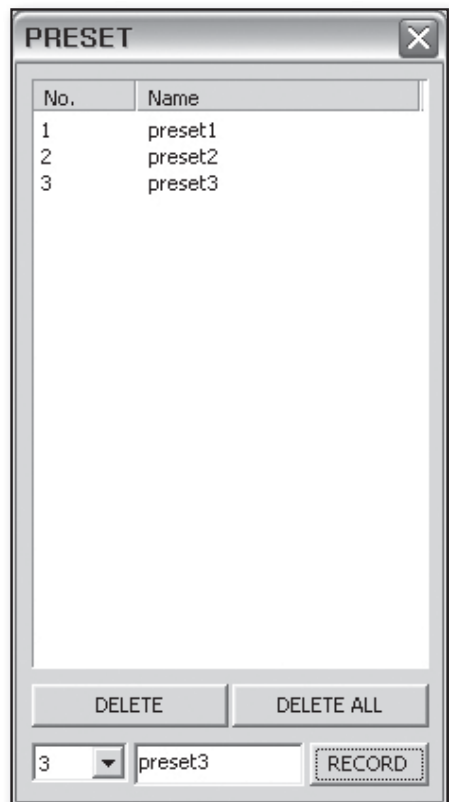 PRESET
No. Name
1 preset1
2 preset2
3 preset3
DELETE DELETE ALL
3 preset3 RECORD